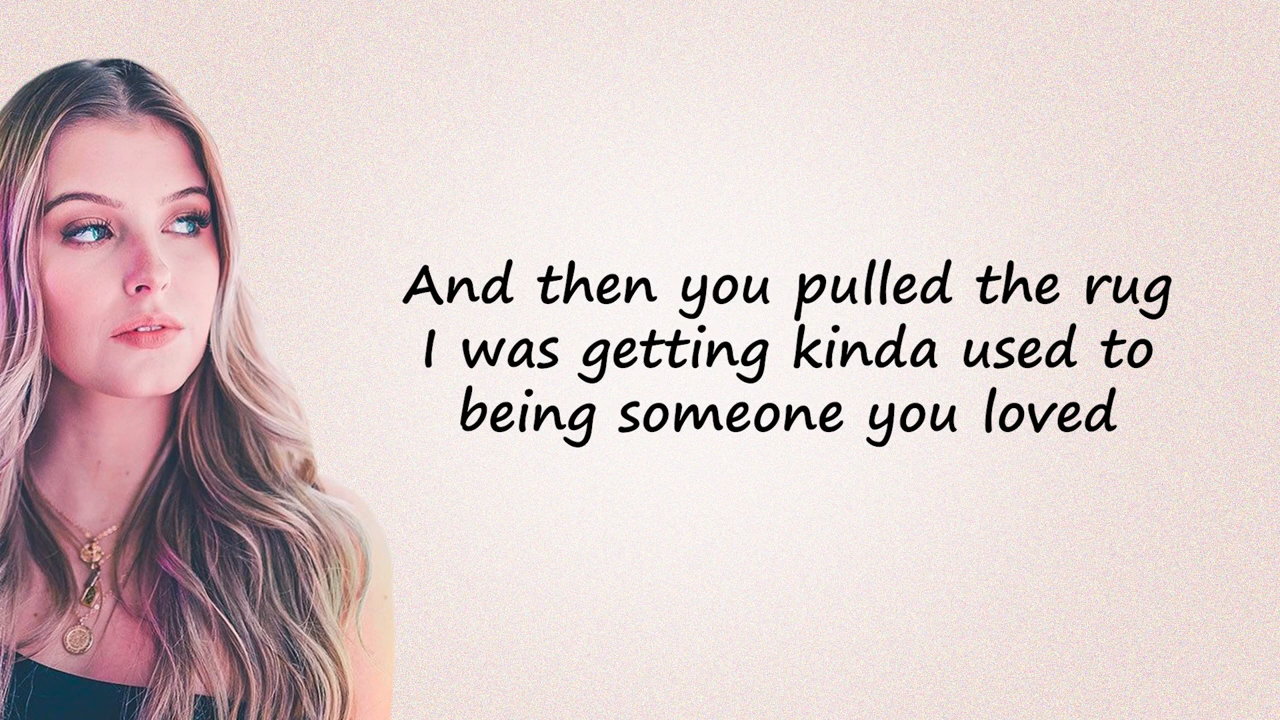 And then you pulled the rug
I was getting kinda used to
being someone you loved